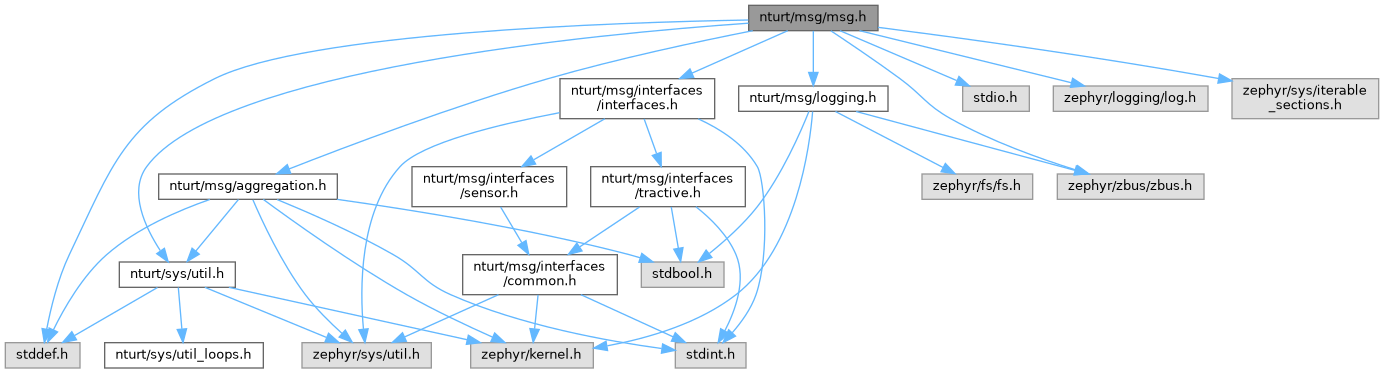 nturt/msg/msg.h
nturt/msg/interfaces
/interfaces.h
nturt/msg/logging.h
stdio.h
zephyr/logging/log.h
zephyr/sys/iterable
_sections.h
nturt/msg/aggregation.h
nturt/msg/interfaces
/sensor.h
nturt/msg/interfaces
/tractive.h
zephyr/fs/fs.h
zephyr/zbus/zbus.h
nturt/sys/util.h
nturt/msg/interfaces
/common.h
stdbool.h
stddef.h
nturt/sys/util_loops.h
zephyr/sys/util.h
zephyr/kernel.h
stdint.h